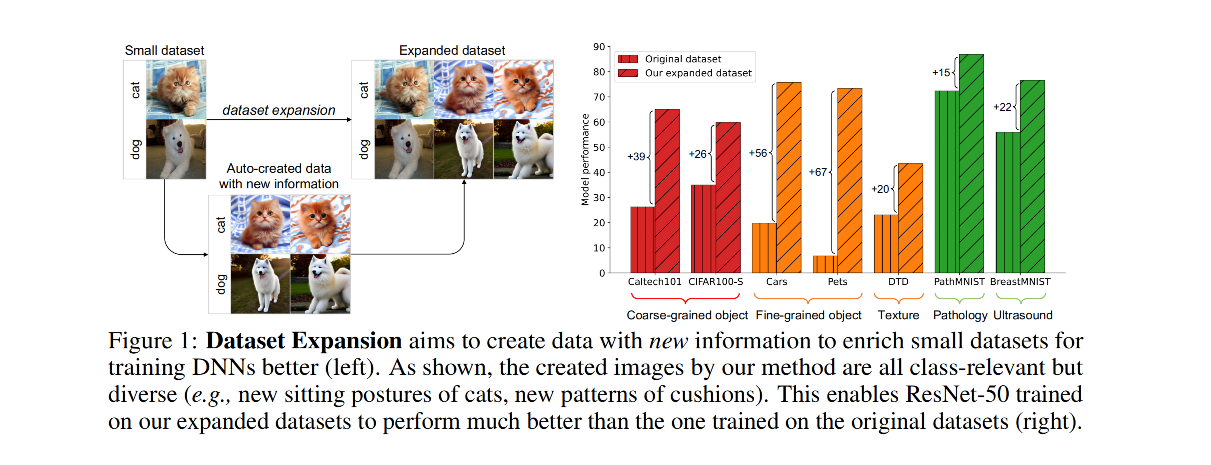 Small dataset
cat
dog
dataset expansion
Expanded dataset
cat
dog
Auto-created data
with new information
cat
dog
Model performance
90
80
70
60
50
40
30
20
10
0
Original dataset
Our expanded dataset
+39
+26
+56
+67
+20
+15
+22
Caltech101 CIFAR100-S Cars Pets DTD PathMNIST BreastMNIST
Coarse-grained object Fine-grained object Texture Pathology Ultrasound
Figure 1: Dataset Expansion aims to create data with new information to enrich small datasets for
training DNNs better (left). As shown, the created images by our method are all class-relevant but
diverse (e.g., new sitting postures of cats, new patterns of cushions). This enables ResNet-50 trained
on our expanded datasets to perform much better than the one trained on the original datasets (right).